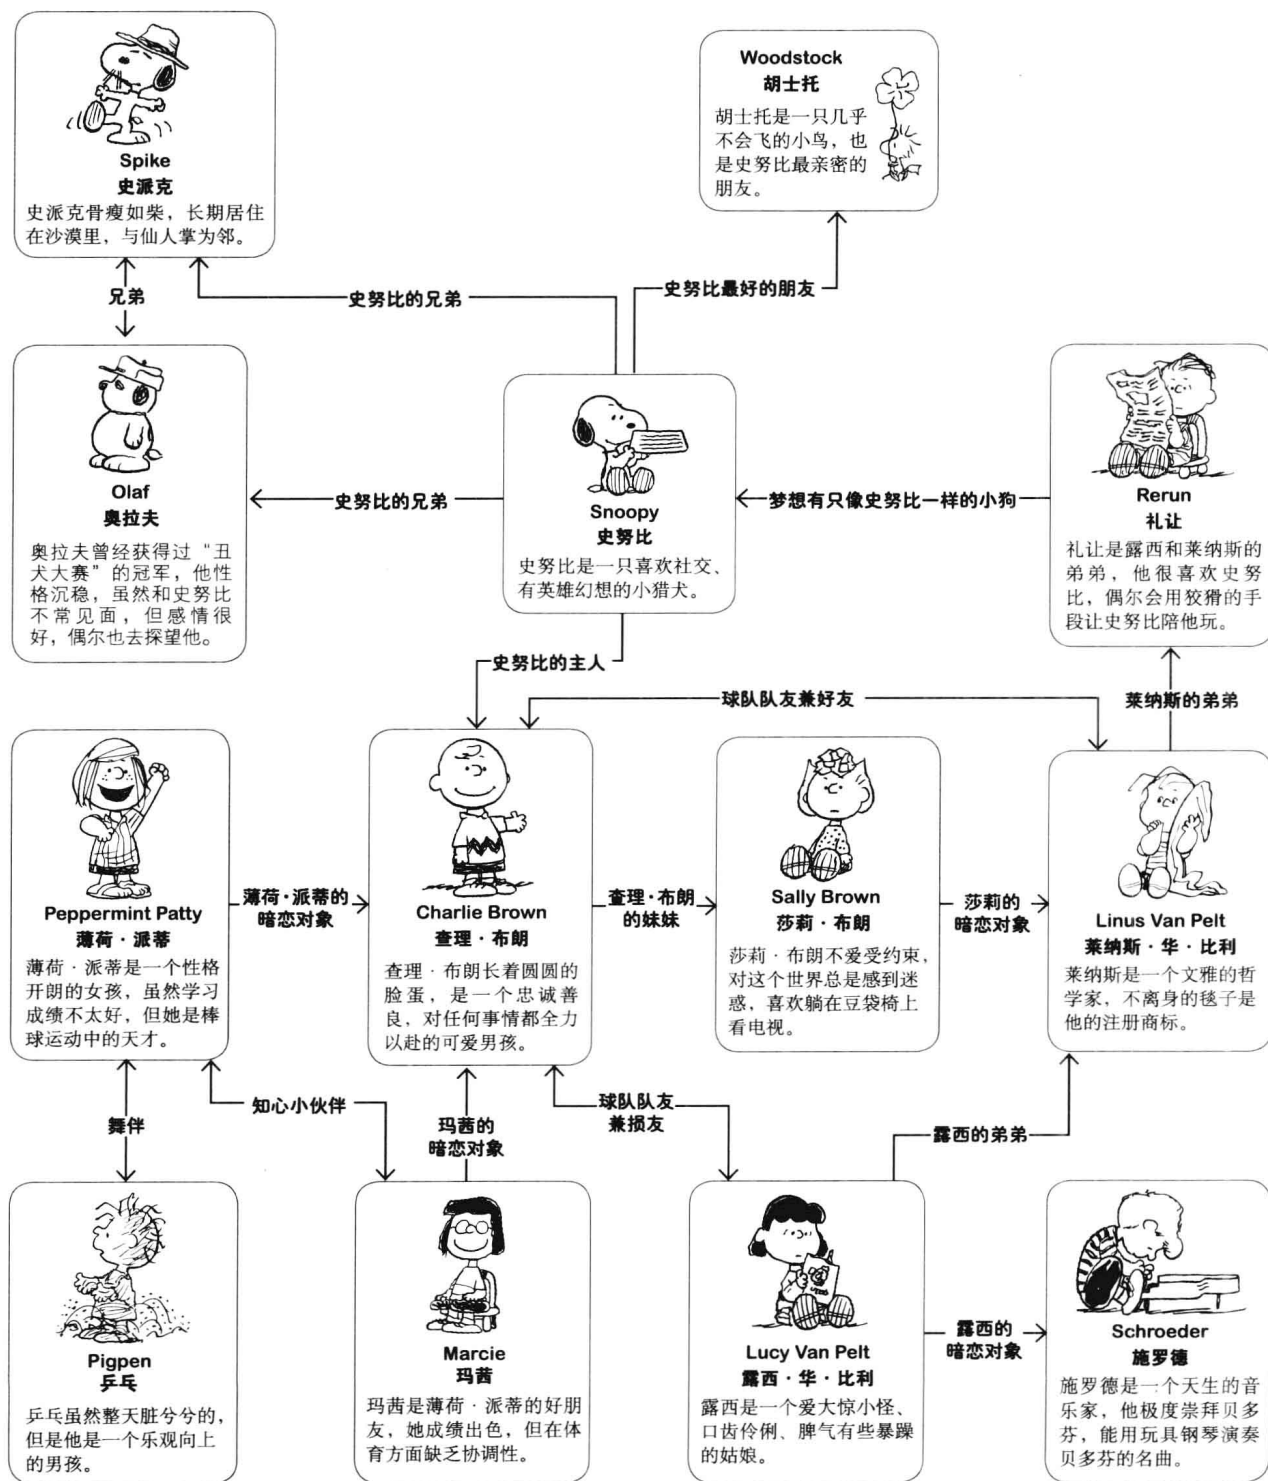 Spike
史派克
史派克骨瘦如柴，长期居住
在沙漠里，与仙人掌为邻。
Woodstock
胡士托
胡士托是一只几乎
不会飞的小鸟，也
是史努比最亲密的
朋友。
兄弟
史努比的兄弟
史努比最好的朋友
Olaf
奥拉夫
奥拉夫曾经获得过“丑
犬大赛”的冠军，他性
格沉稳，虽然和史努比
不常见面，但感情很
好，偶尔也去探望他。
史努比的兄弟
Snoopy
史努比
史努比是一只喜欢社交、
有英雄幻想的小猎犬。
梦想有只像史努比一样的小狗
Rerun
礼让
礼让是露西和莱纳斯的
弟弟，他很喜欢史努
比，偶尔会用狡猾的手
段让史努比陪他玩。
史努比的主人
球队队友兼好友
莱纳斯的弟弟
Peppermint Patty
薄荷·派蒂
薄荷·派蒂是一个性格
开朗的女孩，虽然学习
成绩不太好，但她是棒
球运动中的天才。
薄荷·派蒂的
暗恋对象
Charlie Brown
查理·布朗
查理·布朗长着圆圆的
脸蛋，是一个忠诚善
良，对任何事情都全力
以赴的可爱男孩。
查理·布朗
的妹妹
Sally Brown
莎莉·布朗
莎莉·布朗不爱受约束，
对这个世界总是感到迷
惑，喜欢躺在豆袋椅上
看电视。
莎莉的
暗恋对象
Linus Van Pelt
莱纳斯·华·比利
莱纳斯是一个文雅的哲
学家，不离身的毯子是
他的注册商标。
舞伴
知心小伙伴
玛茜的
暗恋对象
球队队友
兼损友
露西的弟弟
Pigpen
乒乓
乒乓虽然整天脏兮兮的，
但是他是一个乐观向上
的男孩。
Marcie
玛茜
玛茜是薄荷·派蒂的好朋
友，她成绩出色，但在体
育方面缺乏协调性。
Lucy Van Pelt
露西·华·比利
露西是一个爱大惊小怪、
口齿伶俐、脾气有些暴躁
的姑娘。
露西的
暗恋对象
Schroeder
施罗德
施罗德是一个天生的音
乐家，他极度崇拜贝多
芬，能用玩具钢琴演奏
贝多芬的名曲。